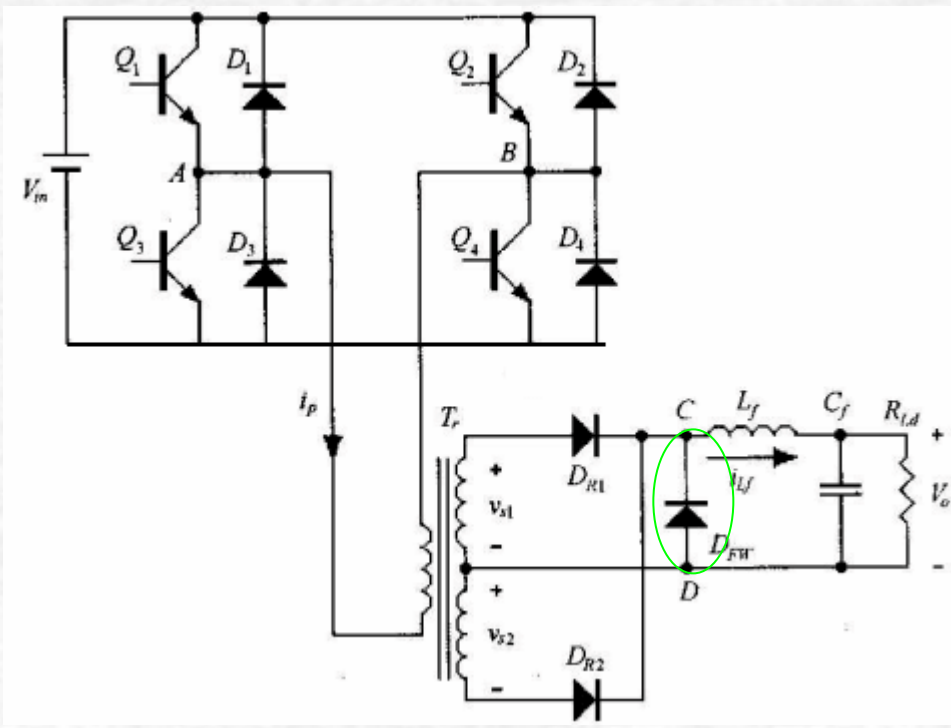 Q1 D1 Q2 D2
A B
Vin
Q3 D3 Q4 D4
ip
Tr
C Lf Cf RLd
+ DR1 iLf +
vs1 Vo
- DFW -
+ D
vs2
DR2
-